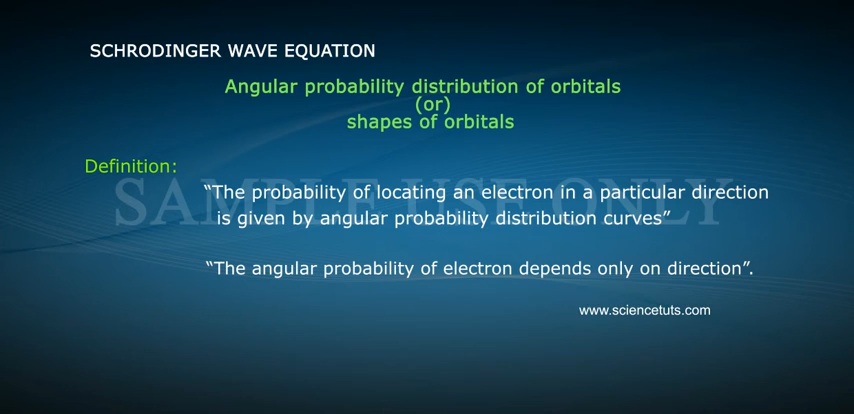 SCHRODINGER WAVE EQUATION
Angular probability distribution of orbitals
(or)
shapes of orbitals
Definition:
SAMPLE USE ONLY
“The probability of locating an electron in a particular direction
is given by angular probability distribution curves”
“The angular probability of electron depends only on direction”.
www.sciencetuts.com